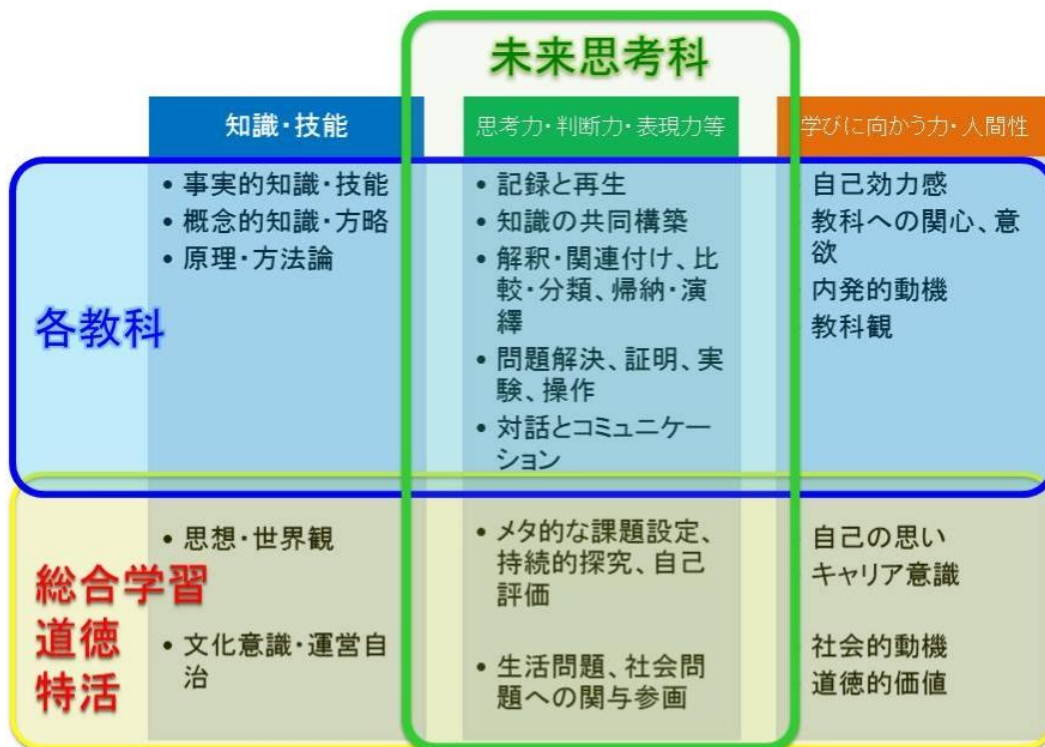 未来思考科
知識・技能
思考力・判断力・表現力等
学びに向かう力・人間性
各教科
• 事実的知識・技能
• 概念的知識・方略
• 原理・方法論
• 記録と再生
• 知識の共同構築
• 解釈・関連付け、比
較・分類、帰納・演
繹
• 問題解決、証明、実
験、操作
• 対話とコミュニケー
ション
自己効力感
教科への関心、意
欲
内発的動機
教科観
総合学習
道徳
特活
• 思想・世界観
• 文化意識・運営自
治
• メタ的な課題設定、
持続的探究、自己
評価
• 生活問題、社会問
題への関与参画
自己の思い
キャリア意識
社会的動機
道徳的価値